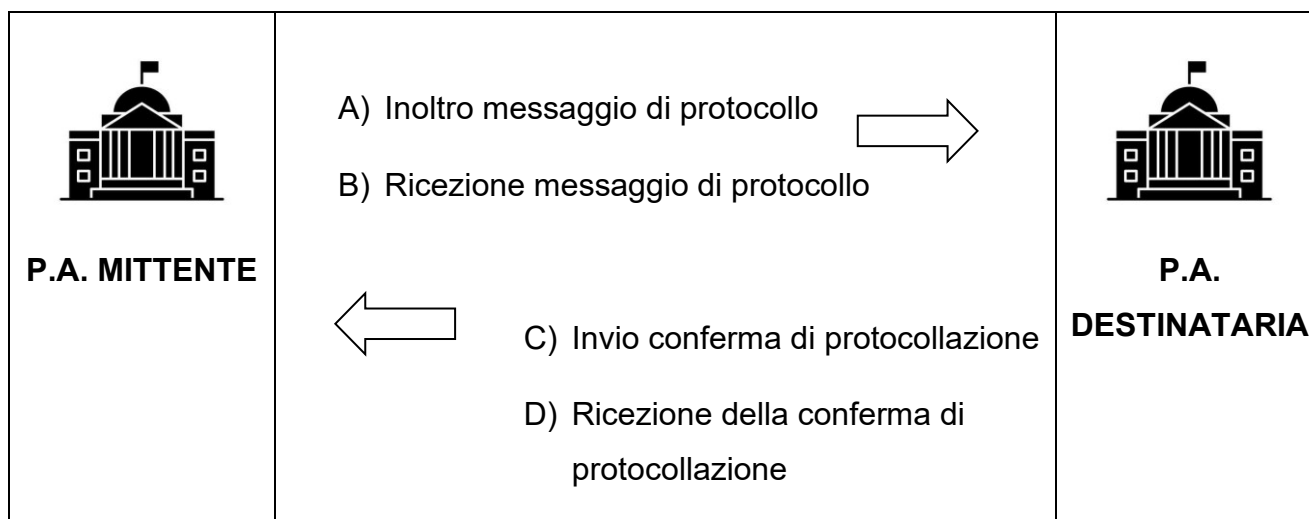 P.A. MITTENTE
A) Inoltro messaggio di protocollo
B) Ricezione messaggio di protocollo
C) Invio conferma di protocollazione
D) Ricezione della conferma di
protocollazione
P.A.
DESTINATARIA